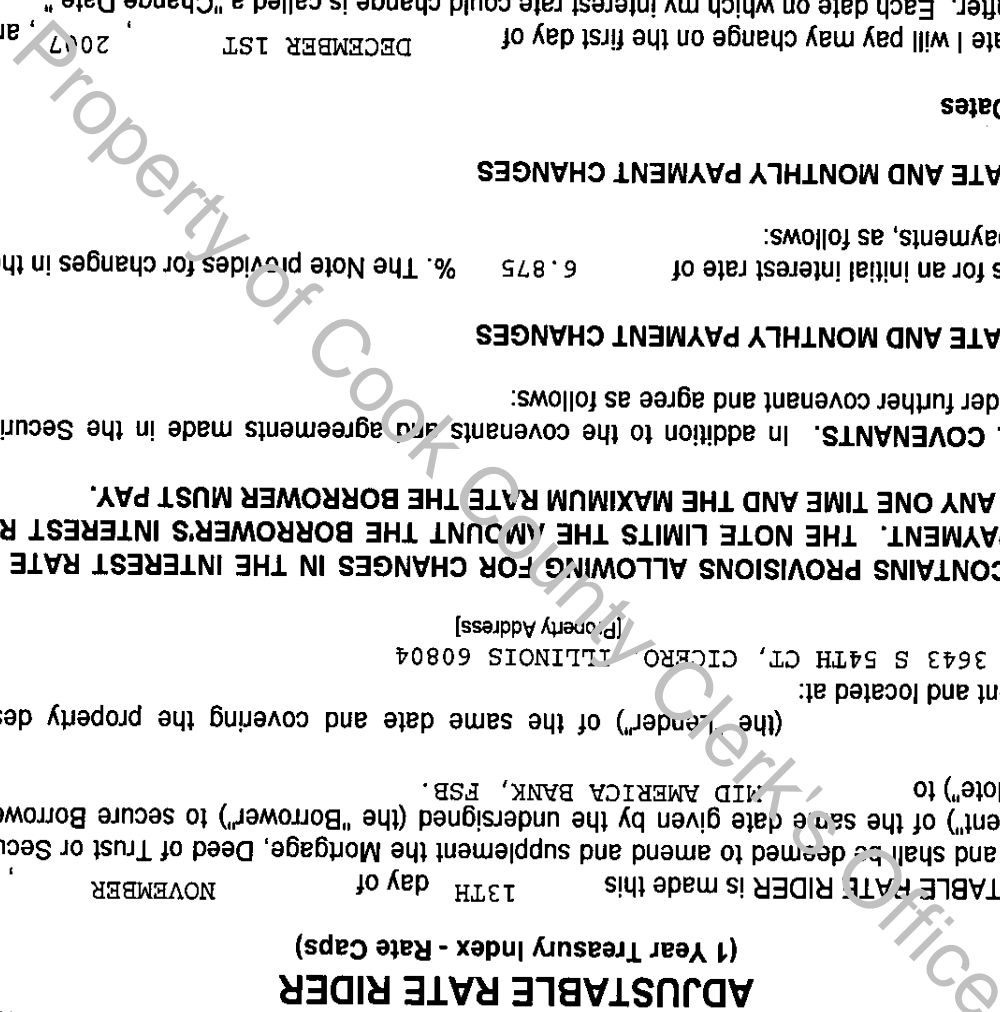 ADJUSTABLE RATE RIDER
(1 Year Treasury Index - Rate Caps)
TABLE RATE RIDER is made this 13TH day of NOVEMBER ,
and shall be deemed to amend and supplement the Mortgage, Deed of Trust or Secu
ent") of the same date given by the undersigned (the "Borrower") to secure Borrowe
lote") to MID AMERICA BANK, FSB.
(the "Lender") of the same date and covering the property des
nt and located at:
3643 S 54TH CT, CICERO ILLINOIS 60804
[Property Address]
CONTAINS PROVISIONS ALLOWING FOR CHANGES IN THE INTEREST RATE
PAYMENT. THE NOTE LIMITS THE AMOUNT THE BORROWER'S INTEREST R
ANY ONE TIME AND THE MAXIMUM RATE THE BORROWER MUST PAY.
. COVENANTS. In addition to the covenants and agreements made in the Securi
der further covenant and agree as follows:
ATE AND MONTHLY PAYMENT CHANGES
s for an initial interest rate of 6.875 %. The Note provides for changes in th
payments, as follows:
ATE AND MONTHLY PAYMENT CHANGES
Dates
ate I will pay may change on the first day of DECEMBER 1ST , 2007 , an
after. Each date on which my interest rate could change is called a "Change Date."
Property of Cook County Clerk's Office